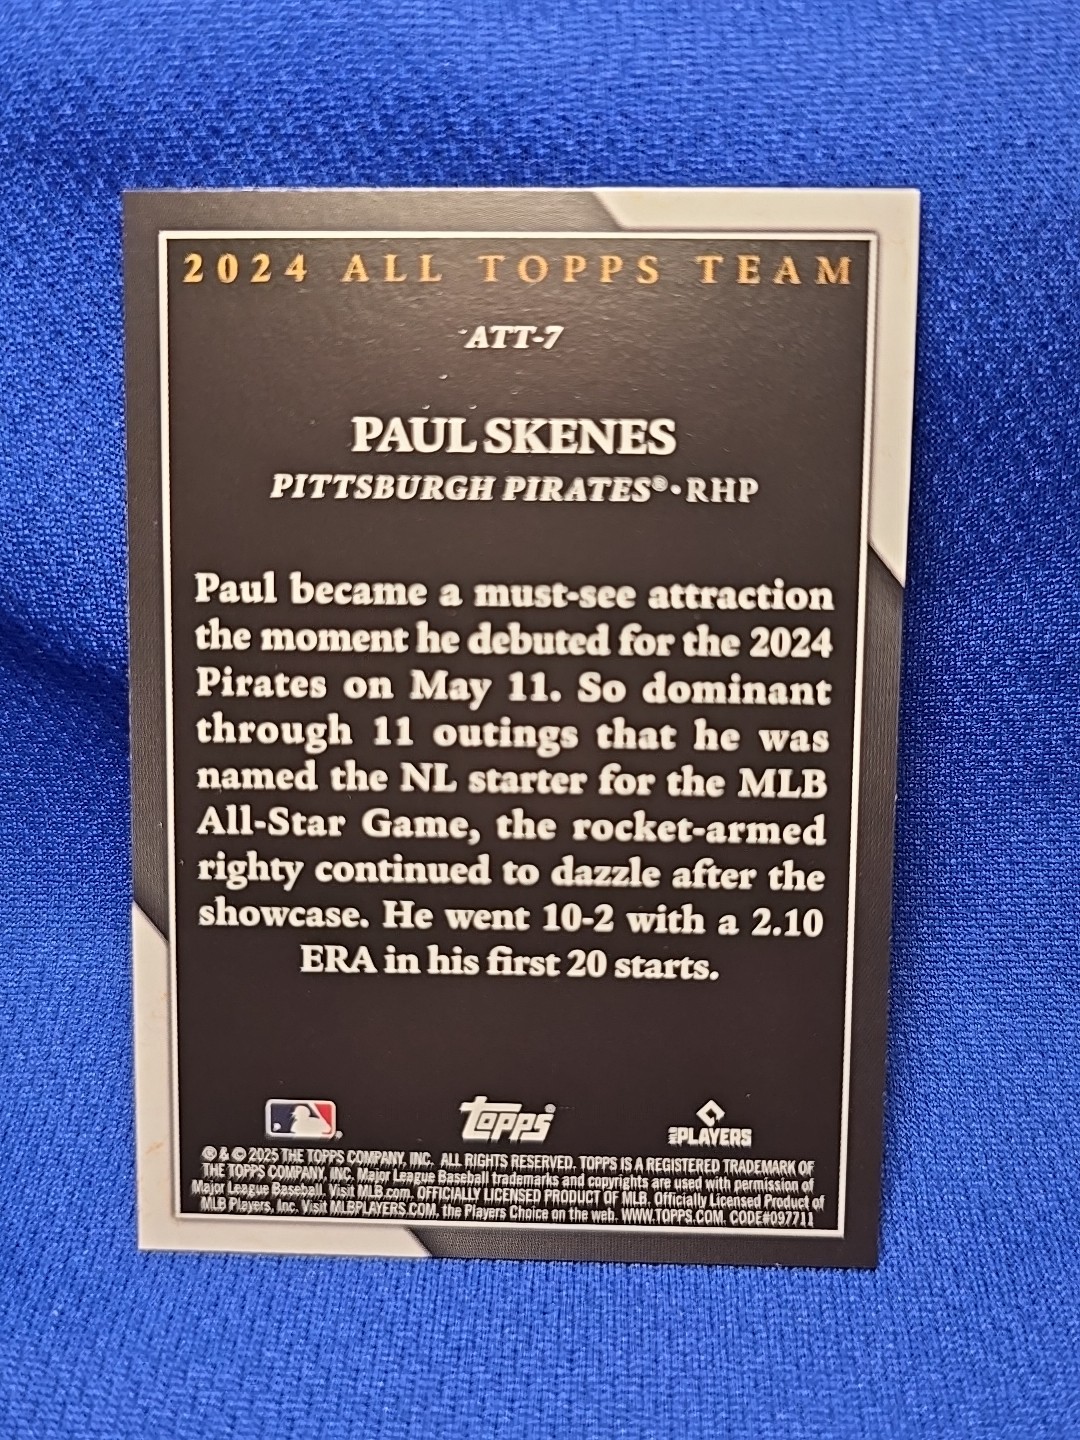 2024 ALL TOPPS TEAM
ATT-7
PAUL SKENES
PITTSBURGH PIRATES®•RHP
Paul became a must-see attraction
the moment he debuted for the 2024
Pirates on May 11. So dominant
through 11 outings that he was
named the NL starter for the MLB
All-Star Game, the rocket-armed
righty continued to dazzle after the
showcase. He went 10-2 with a 2.10
ERA in his first 20 starts.
Topps®
MLB PLAYERS
® & © 2025 THE TOPPS COMPANY, INC. ALL RIGHTS RESERVED. TOPPS IS A REGISTERED TRADEMARK OF
THE TOPPS COMPANY, INC. Major League Baseball trademarks and copyrights are used with permission of
Major League Baseball. Visit MLB.com. OFFICIALLY LICENSED PRODUCT OF MLB. Officially Licensed Product of
MLB Players, Inc. Visit MLBPLAYERS.COM, the Players Choice on the web. WWW.TOPPS.COM. CODE#097711